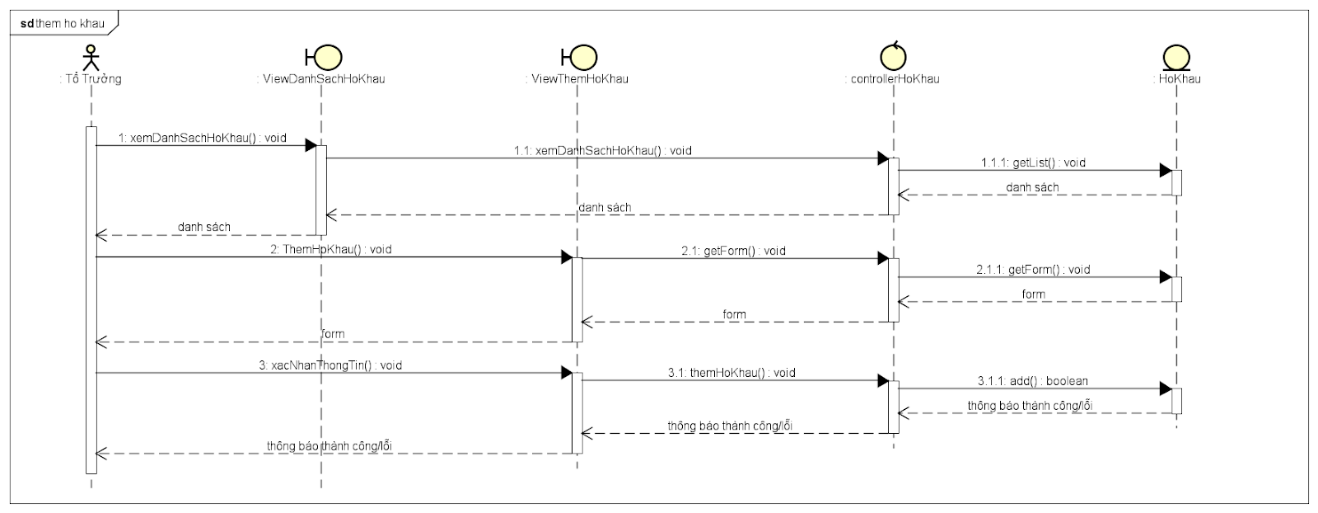 sd them ho khau
: Tổ Trưởng
: ViewDanhSachHoKhau
: ViewThemHoKhau
: controllerHoKhau
: HoKhau
1: xemDanhSachHoKhau() : void
1.1: xemDanhSachHoKhau() : void
1.1.1: getList() : void
danh sách
danh sách
danh sách
2: ThemHoKhau() : void
2.1: getForm() : void
2.1.1: getForm() : void
form
form
form
3: xacNhanThongTin() : void
3.1: themHoKhau() : void
3.1.1: add() : boolean
thông báo thành công/lỗi
thông báo thành công/lỗi
thông báo thành công/lỗi